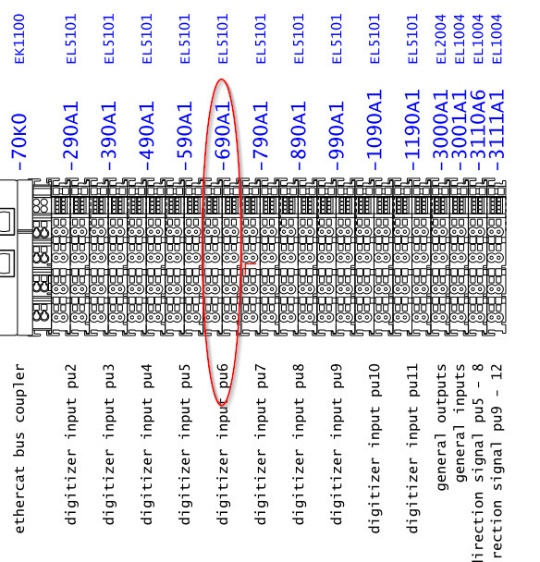 EK1100
EL5101
EL5101
EL5101
EL5101
EL5101
EL5101
EL5101
EL5101
EL5101
EL5101
EL2004
EL1004
EL1004
EL1004
-70K0
-290A1
-390A1
-490A1
-590A1
-690A1
-790A1
-890A1
-990A1
-1090A1
-1190A1
-3000A1
-3001A1
-3110A6
-3111A1
ethercat bus coupler
digitizer input pu2
digitizer input pu3
digitizer input pu4
digitizer input pu5
digitizer input pu6
digitizer input pu7
digitizer input pu8
digitizer input pu9
digitizer input pu10
digitizer input pu11
general outputs
general inputs
direction signal pu5 - 8
rection signal pu9 - 12